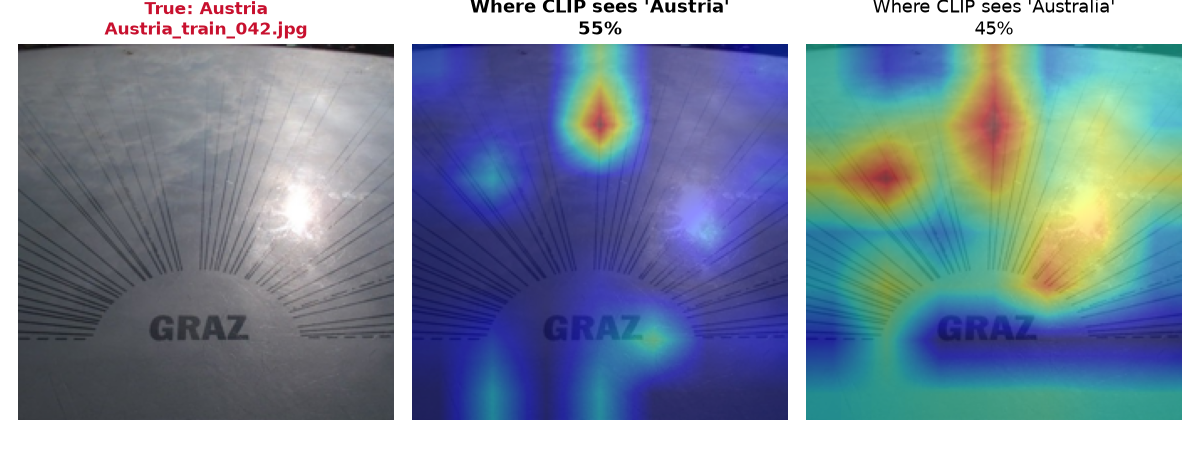 True: Austria
Austria_train_042.jpg
Where CLIP sees 'Austria'
55%
Where CLIP sees 'Australia'
45%
GRAZ
GRAZ
GRAZ